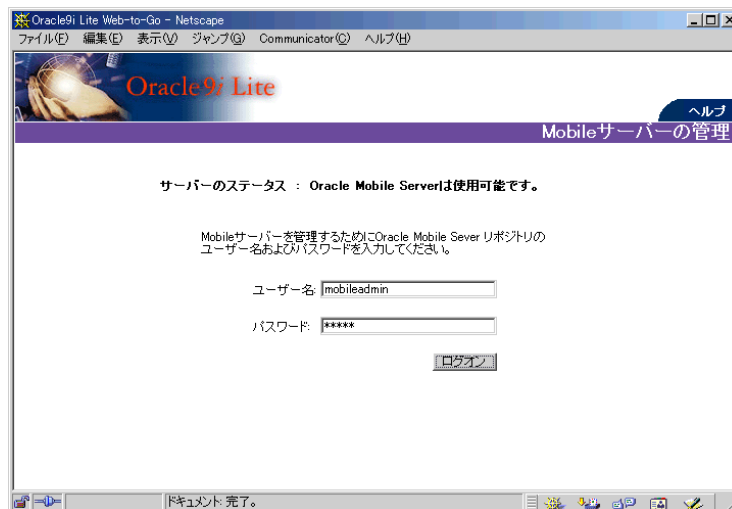 Oracle9i Lite Web-to-Go - Netscape
ファイル(F) 編集(E) 表示(V) ジャンプ(G) Communicator(C) ヘルプ(H)
Oracle9i Lite
ヘルプ
Mobileサーバーの管理
サーバーのステータス : Oracle Mobile Serverは使用可能です。
Mobileサーバーを管理するためにOracle Mobile Sever リポジトリの
ユーザー名およびパスワードを入力してください。
ユーザー名: mobileadmin
パスワード: *****
ログオン
ドキュメント: 完了。